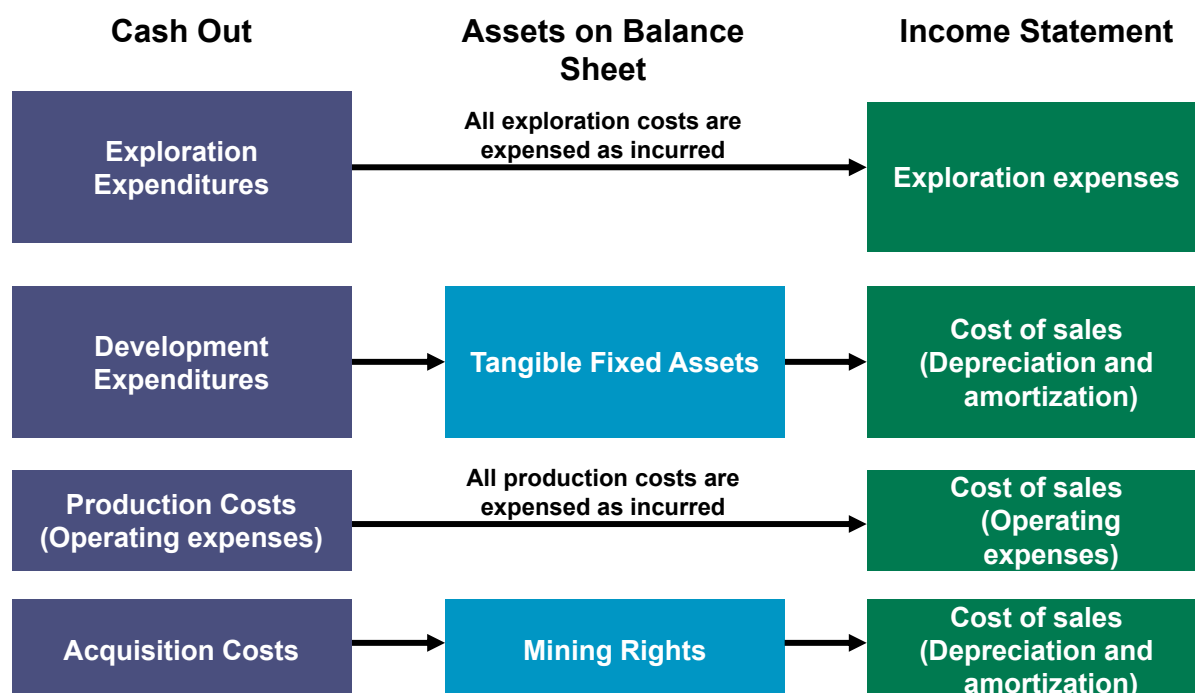 Cash Out
Assets on Balance
Sheet
Income Statement
Exploration
Expenditures
All exploration costs are
expensed as incurred
Exploration expenses
Development
Expenditures
Tangible Fixed Assets
Cost of sales
(Depreciation and
amortization)
Production Costs
(Operating expenses)
All production costs are
expensed as incurred
Cost of sales
(Operating
expenses)
Acquisition Costs
Mining Rights
Cost of sales
(Depreciation and
amortization)